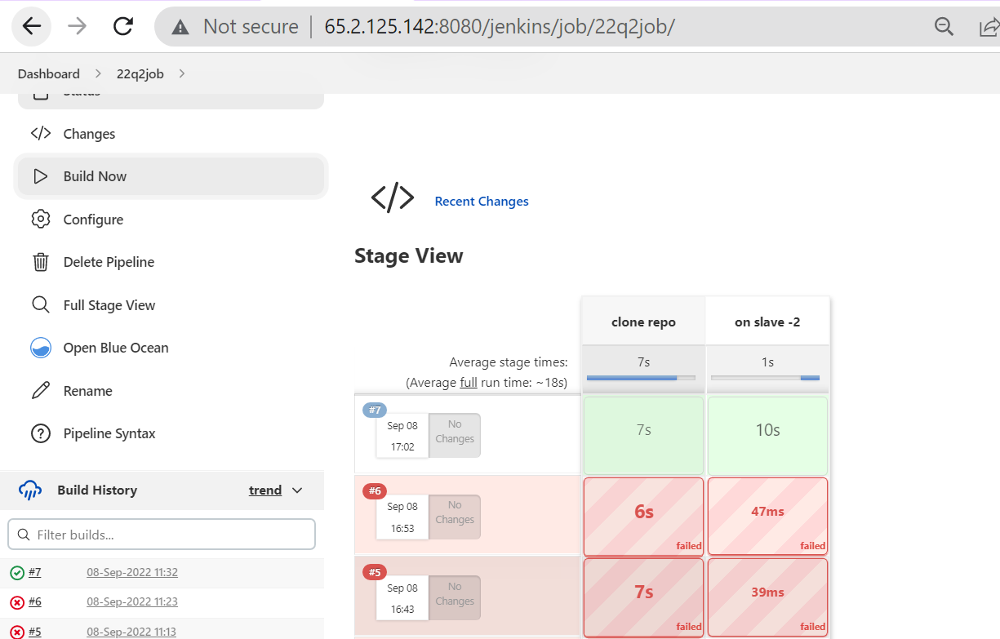 Not secure | 65.2.125.142:8080/jenkins/job/22q2job/
Dashboard > 22q2job >
Status
</> Changes
Build Now
Configure
Delete Pipeline
Full Stage View
Open Blue Ocean
Rename
Pipeline Syntax
Build History trend
Filter builds...
#7 08-Sep-2022 11:32
#6 08-Sep-2022 11:23
#5 08-Sep-2022 11:13
</> Recent Changes
Stage View
clone repo on slave -2
Average stage times: 7s 1s
(Average full run time: ~18s)
#7
Sep 08 No
17:02 Changes
7s 10s
#6
Sep 08 No
16:53 Changes
6s 47ms
failed failed
#5
Sep 08 No
16:43 Changes
7s 39ms
failed failed